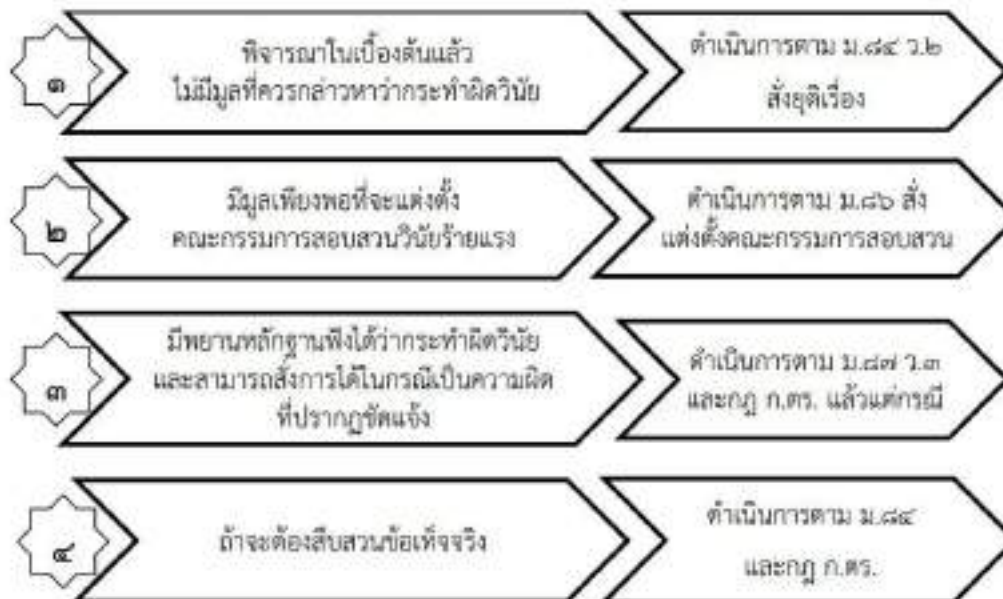 ๑
พิจารณาในเบื้องต้นแล้ว
ไม่มีมูลที่ควรกล่าวหาว่ากระทำผิดวินัย
ดำเนินการตาม ม.๘๔ ว.๒
สั่งยุติเรื่อง
๒
มีมูลเพียงพอที่จะแต่งตั้ง
คณะกรรมการสอบสวนวินัยร้ายแรง
ดำเนินการตาม ม.๘๖ สั่ง
แต่งตั้งคณะกรรมการสอบสวน
๓
มีพยานหลักฐานฟังได้ว่ากระทำผิดวินัย
และสามารถสั่งการได้ในกรณีเป็นความผิด
ที่ปรากฏชัดแจ้ง
ดำเนินการตาม ม.๘๗ ว.๓
และกฎ ก.ตร. แล้วแต่กรณี
๔
ถ้าจะต้องสืบสวนข้อเท็จจริง
ดำเนินการตาม ม.๘๔
และกฎ ก.ตร.